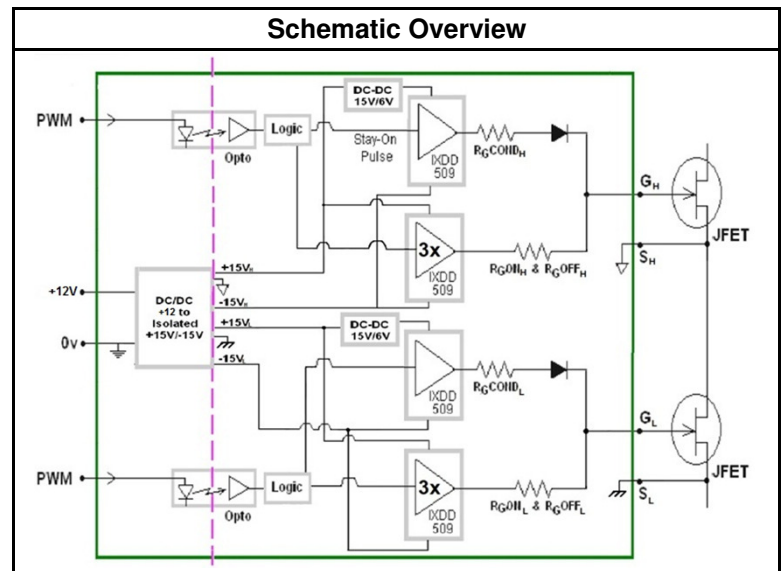 Schematic Overview
PWM
Opto
Logic
Stay-On
Pulse
DC-DC
15V/6V
IXDD
509
RGCONDH
3x
IXDD
509
RGONH & RGOFFH
GH
JFET
SH
+12V
0v
DC/DC
+12 to
Isolated
+15V/-15V
+15VH
-15VH
+15VL
-15VL
DC-DC
15V/6V
IXDD
509
RGCONDL
GL
JFET
SL
PWM
Opto
Logic
3x
IXDD
509
RGONL & RGOFFL